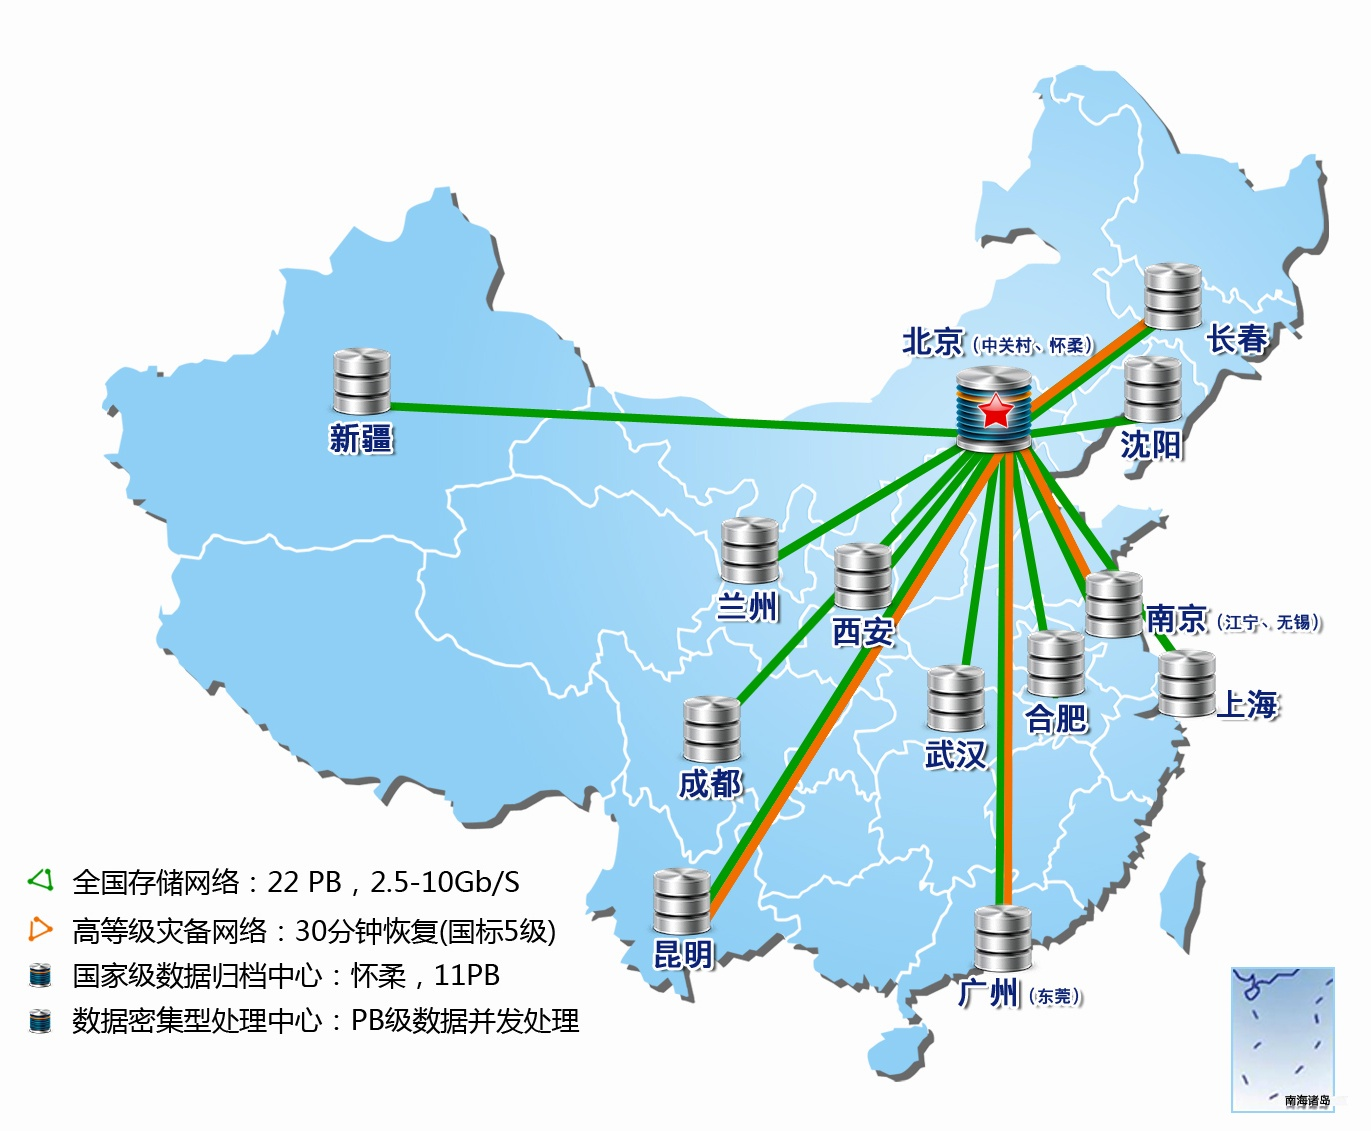 北京（中关村、怀柔）
长春
新疆
沈阳
兰州
西安
南京（江宁、无锡）
上海
合肥
武汉
成都
昆明
广州（东莞）
全国存储网络：22 PB，2.5-10Gb/S
高等级灾备网络：30分钟恢复(国标5级)
国家级数据归档中心：怀柔，11PB
数据密集型处理中心：PB级数据并发处理
南海诸岛